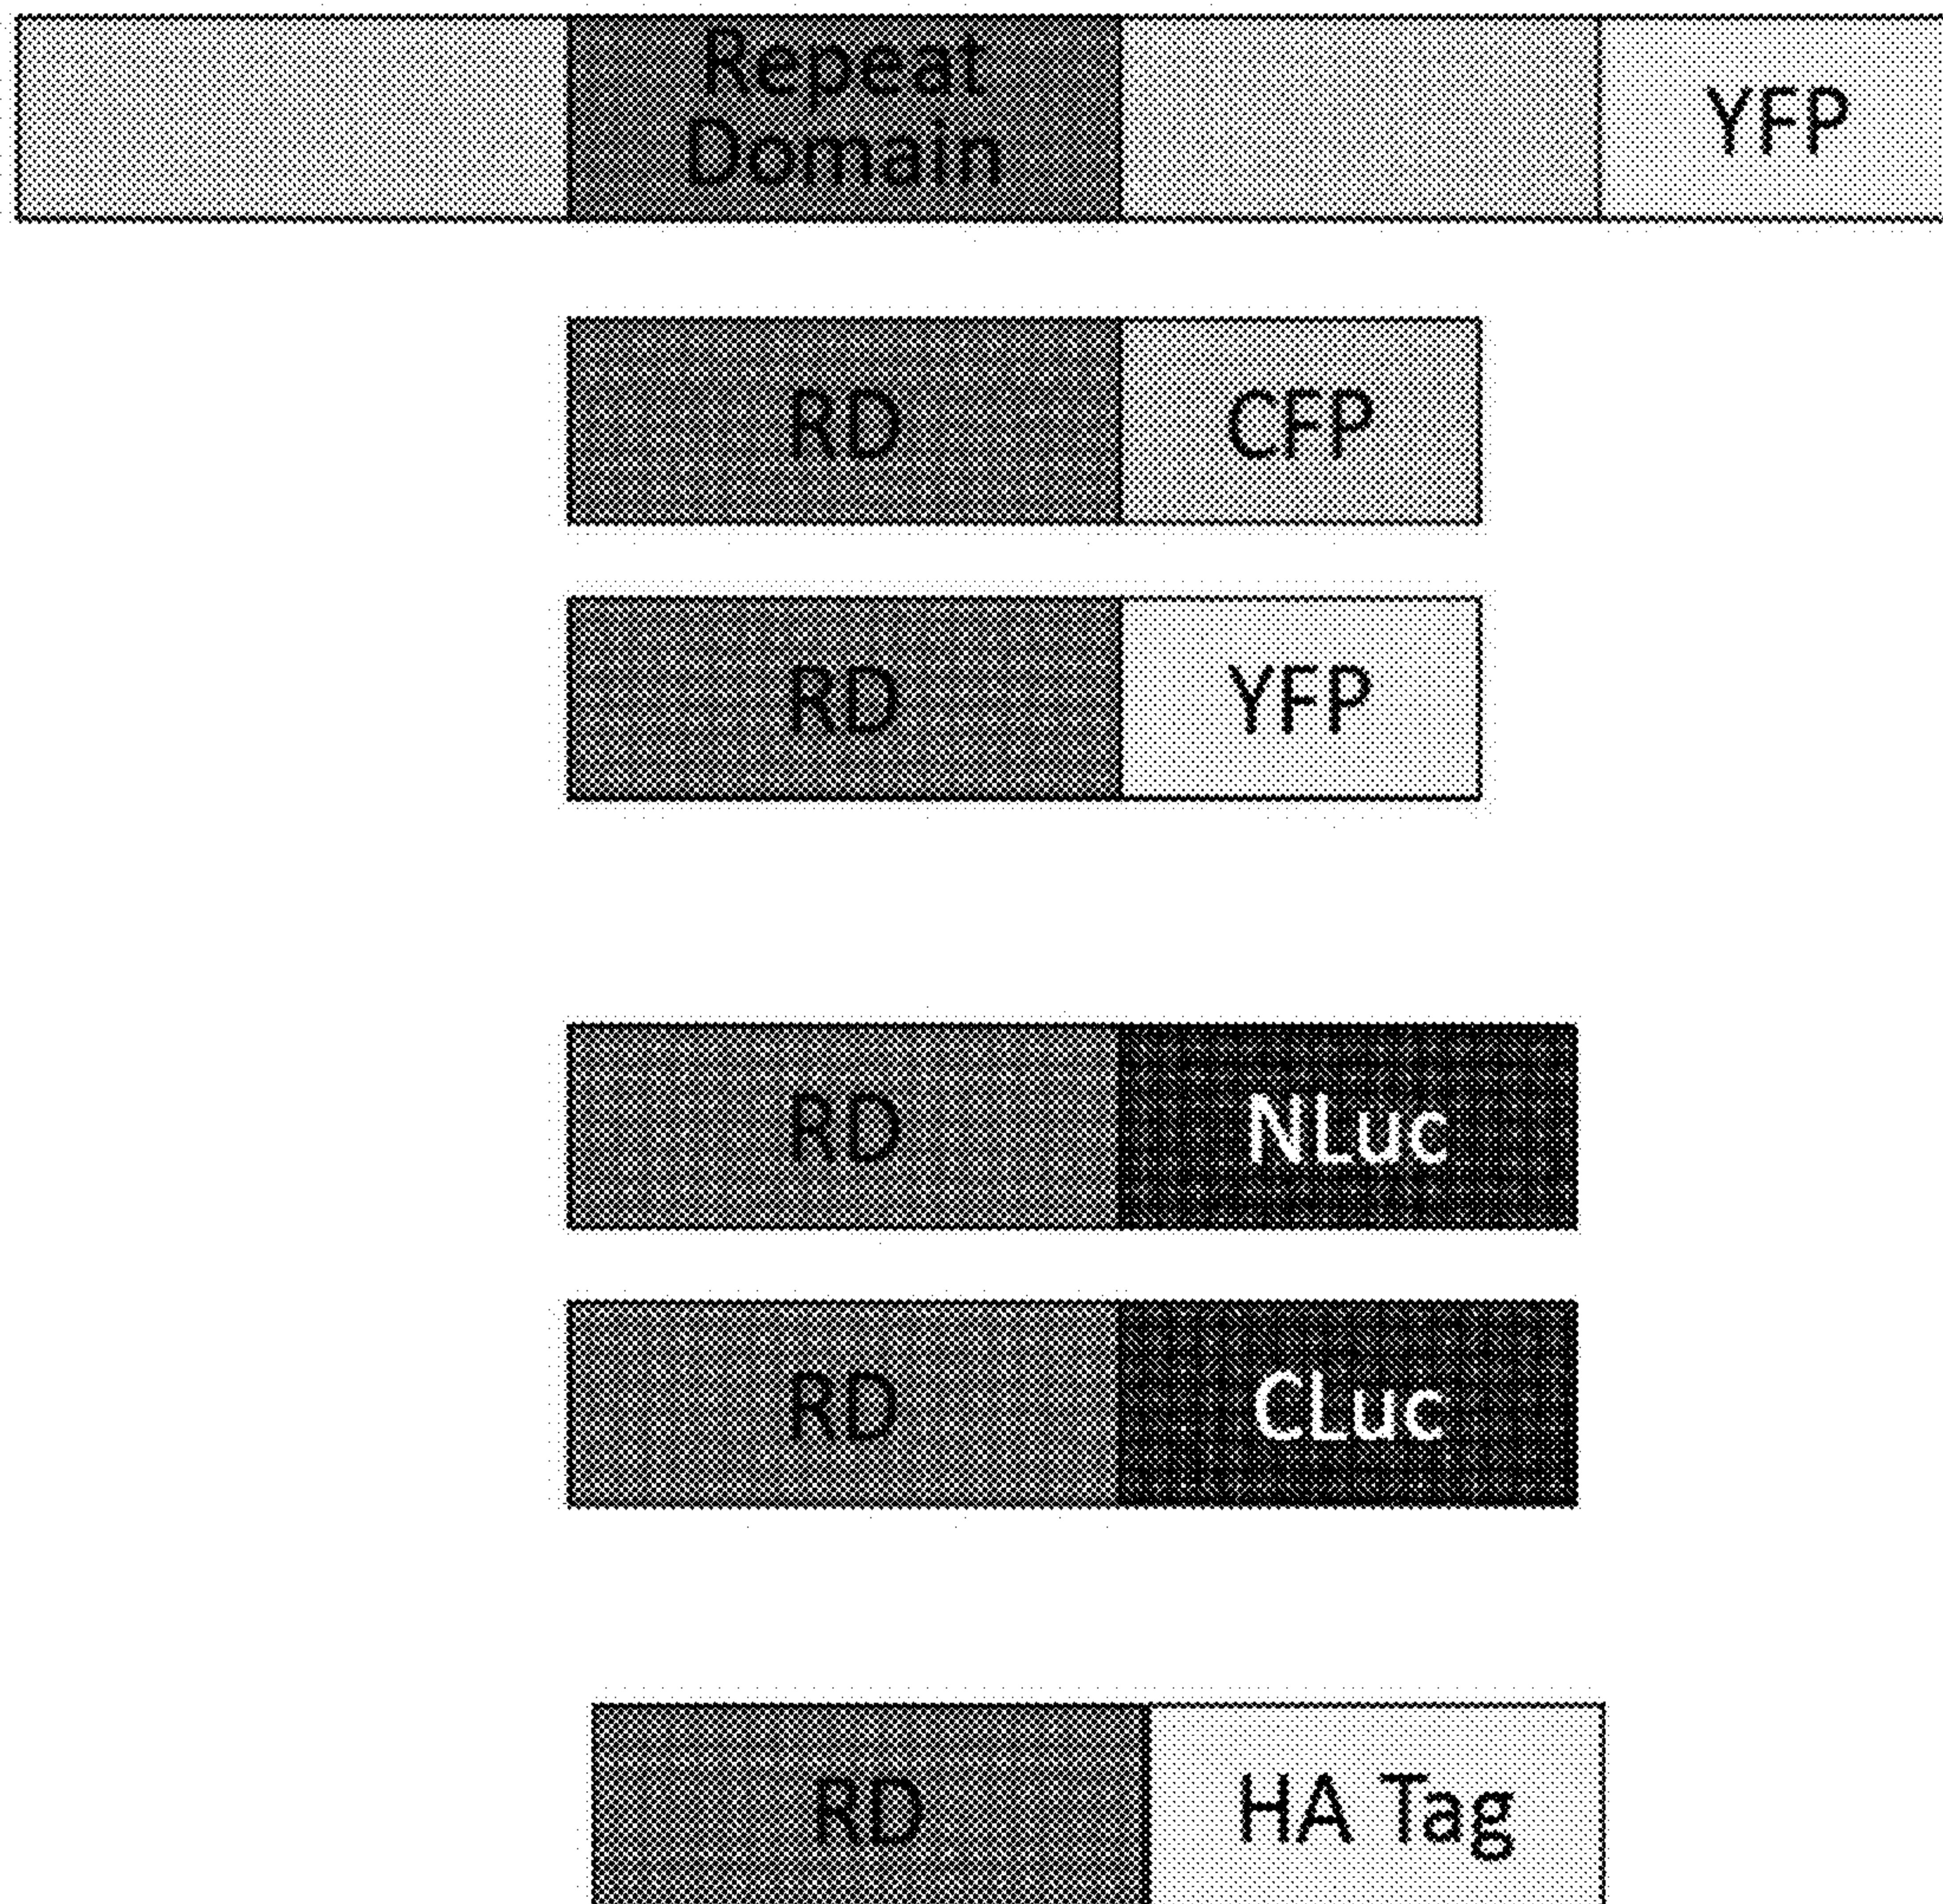 Repeat
Domain
YFP
RD
CFP
RD
YFP
RD
NLuc
RD
CLuc
RD
HA Tag